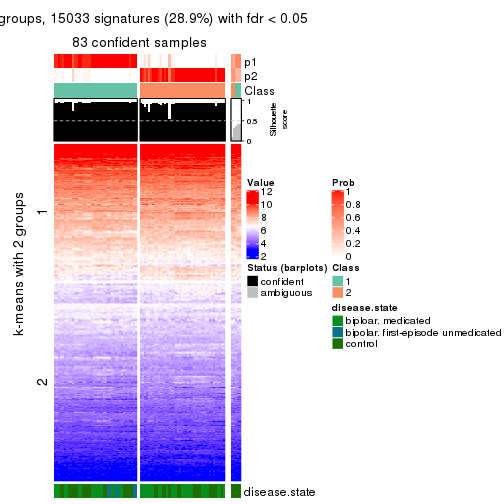 groups, 15033 signatures (28.9%) with fdr < 0.05
83 confident samples
p1
p2
Class
1
0.5
0
Silhouette
score
k-means with 2 groups
1
2
Value
12
10
8
6
4
2
Prob
1
0.8
0.6
0.4
0.2
0
Status (barplots)
confident
ambiguous
Class
1
2
disease.state
biploar. medicated
bipolar. first-episode unmedicated
control
disease.state